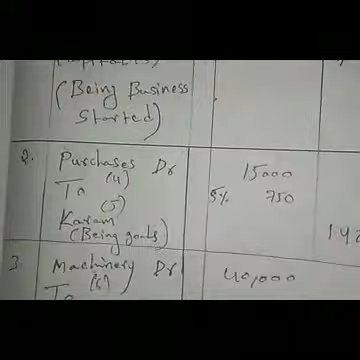 (Being Business
Started)
2. Purchases Dr 15000
To (4) 5% 750
(5)
Karam
(Being goods) 142
3. Machinery Dr 40,000
To (6)